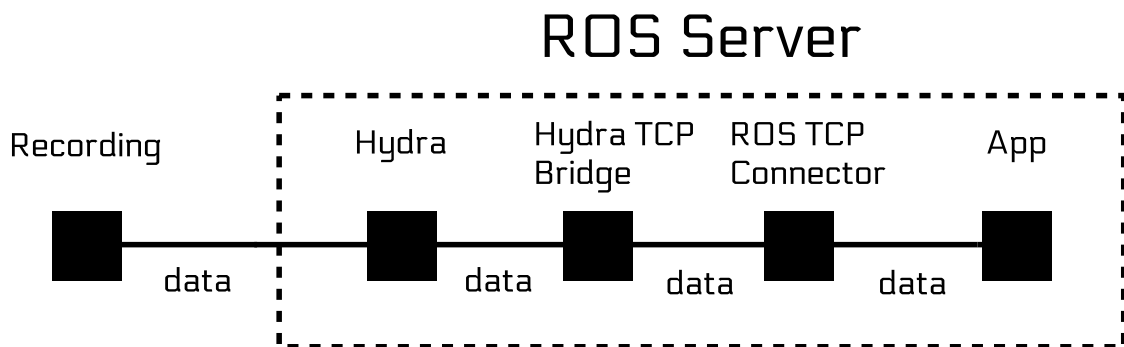 ROS Server
Recording
Hydra
Hydra TCP
Bridge
ROS TCP
Connector
App
data
data
data
data